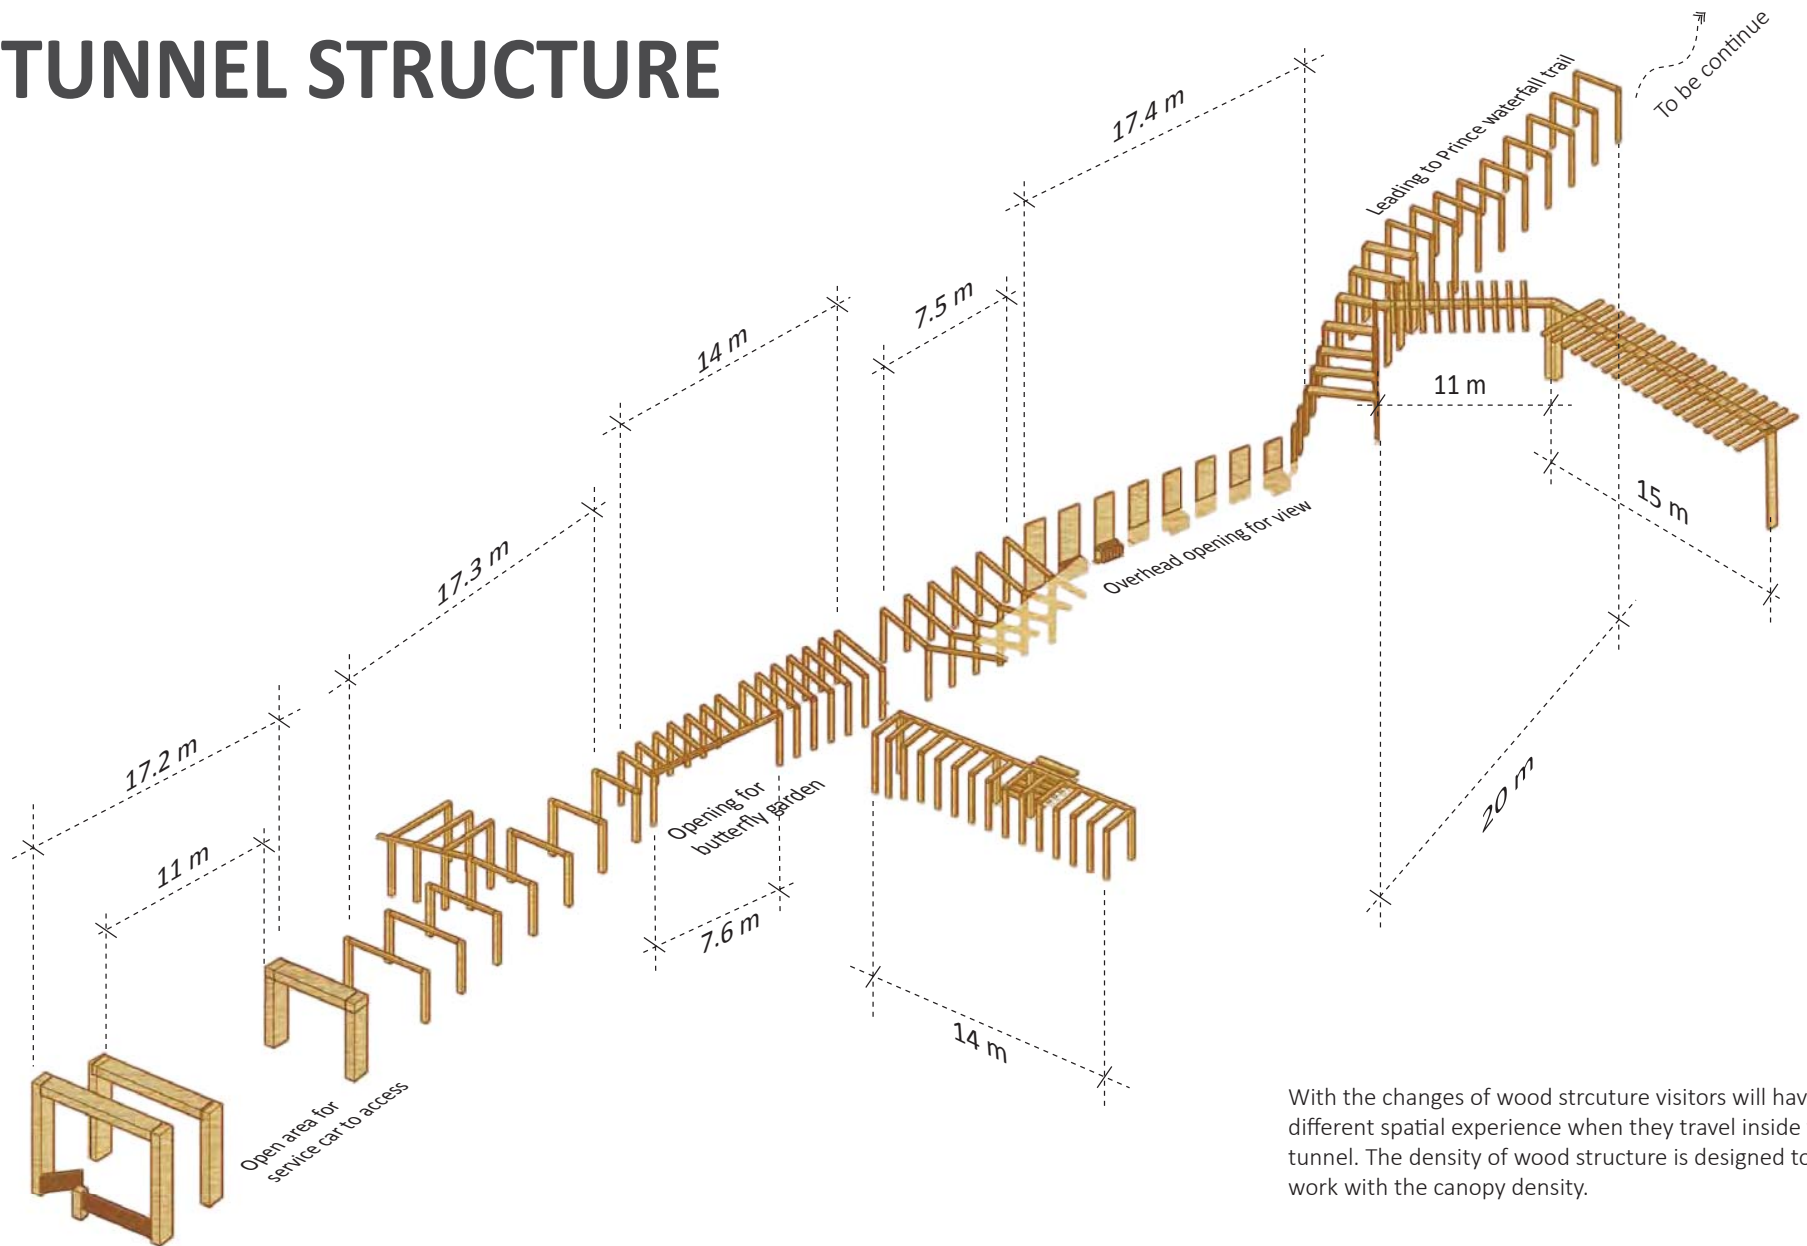 TUNNEL STRUCTURE
To be continue
Leading to Prince waterfall trail
17.4 m
7.5 m
14 m
11 m
15 m
17.3 m
Overhead opening for view
17.2 m
11 m
Opening for
butterfly garden
7.6 m
20 m
14 m
Open area for
service car to access
With the changes of wood strcuture visitors will hav
different spatial experience when they travel inside
tunnel. The density of wood structure is designed to
work with the canopy density.